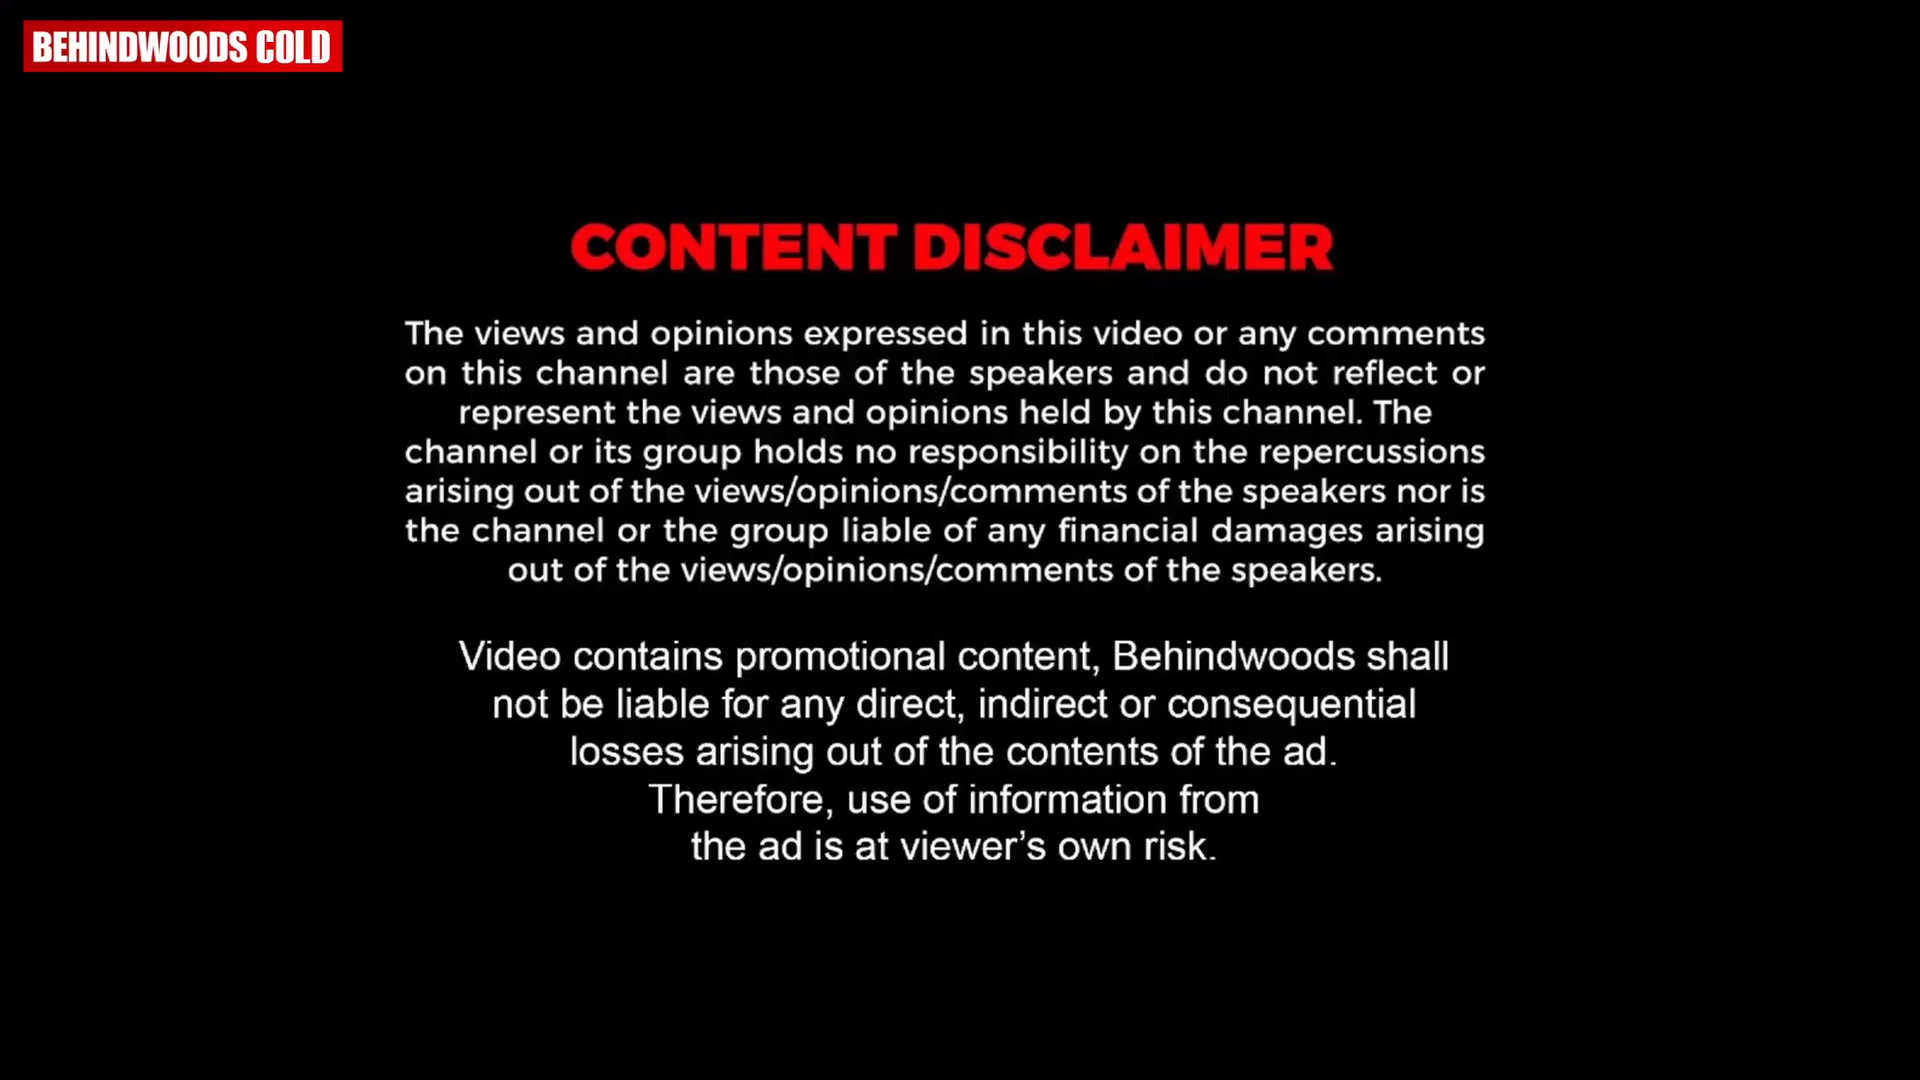 BEHINDWOODS COLD
CONTENT DISCLAIMER
The views and opinions expressed in this video or any comments
on this channel are those of the speakers and do not reflect or
represent the views and opinions held by this channel. The
channel or its group holds no responsibility on the repercussions
arising out of the views/opinions/comments of the speakers nor is
the channel or the group liable of any financial damages arising
out of the views/opinions/comments of the speakers.
Video contains promotional content, Behindwoods shall
not be liable for any direct, indirect or consequential
losses arising out of the contents of the ad.
Therefore, use of information from
the ad is at viewer’s own risk.